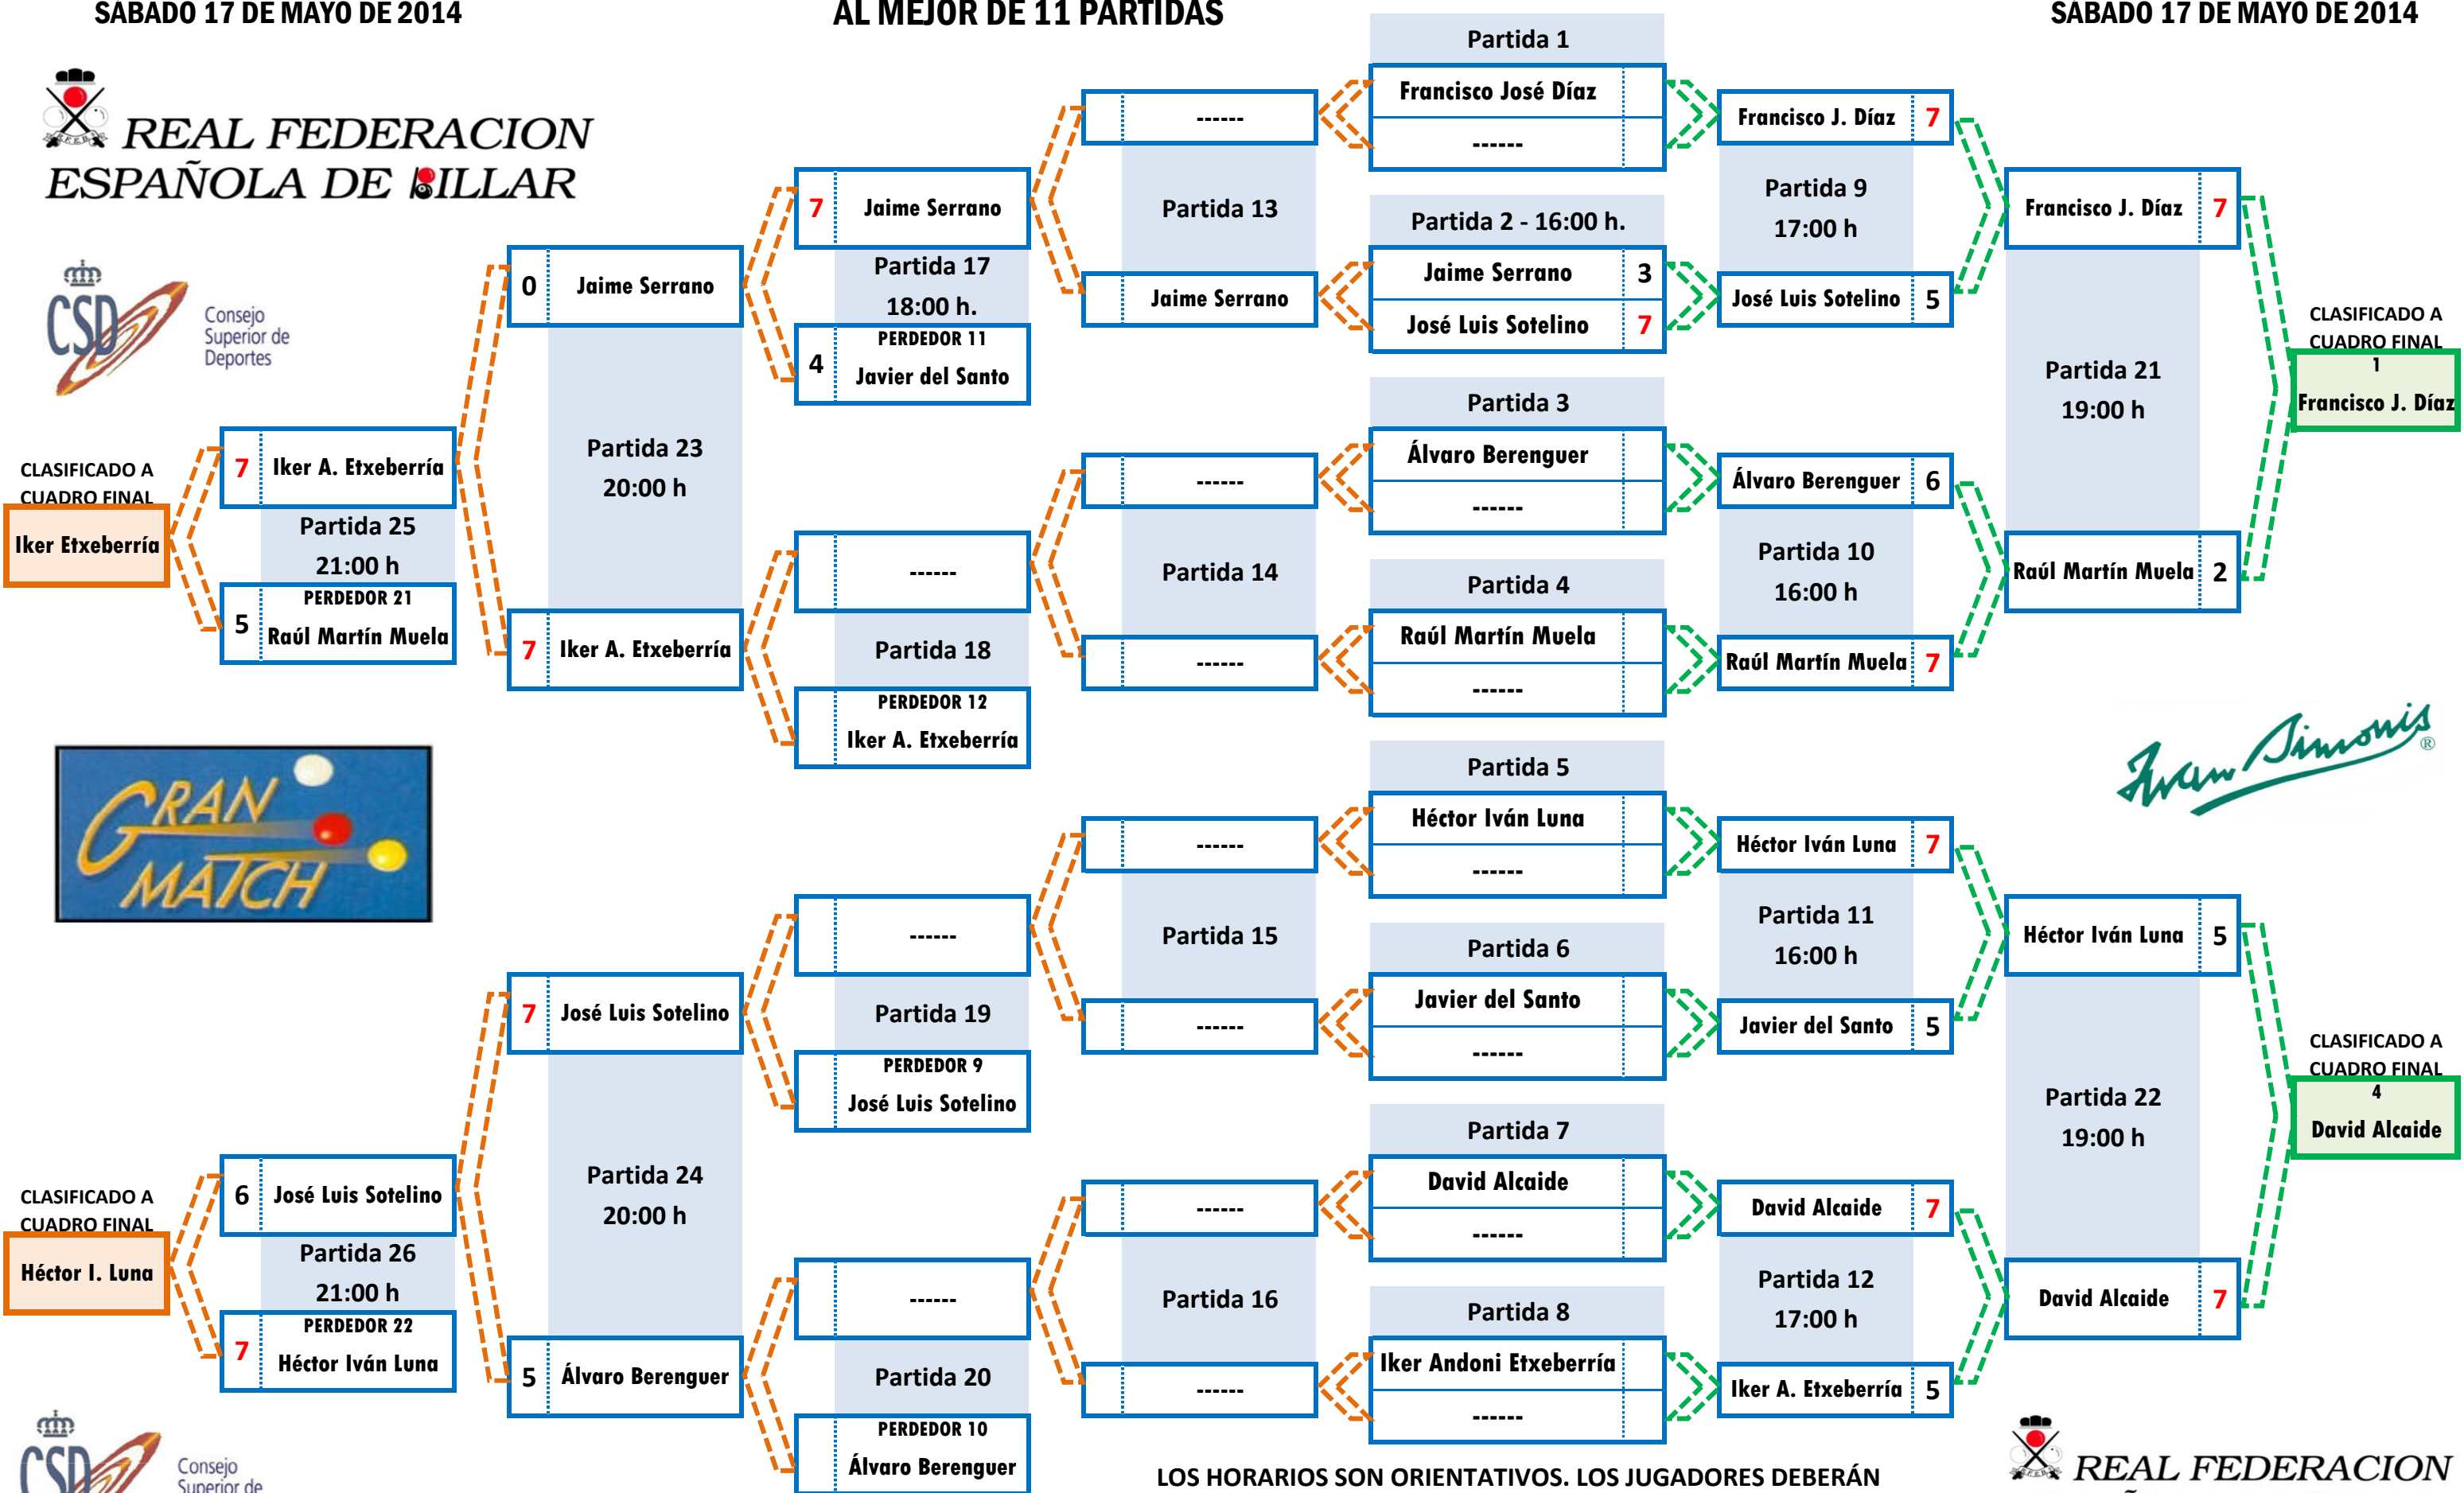 SÁBADO 17 DE MAYO DE 2014
AL MEJOR DE 11 PARTIDAS
SÁBADO 17 DE MAYO DE 2014
REAL FEDERACION
ESPAÑOLA DE BILLAR
CSD
Consejo
Superior de
Deportes
CLASIFICADO A
CUADRO FINAL
Iker Etxeberría
7 Iker A. Etxeberría
Partida 25
21:00 h
PERDEDOR 21
5 Raúl Martín Muela
GRAN
MATCH
CLASIFICADO A
CUADRO FINAL
Héctor I. Luna
6 José Luis Sotelino
Partida 26
21:00 h
PERDEDOR 22
7 Héctor Iván Luna
CSD
Consejo
Superior de
0 Jaime Serrano
Partida 23
20:00 h
7 Iker A. Etxeberría
7 José Luis Sotelino
Partida 24
20:00 h
5 Álvaro Berenguer
7 Jaime Serrano
Partida 17
18:00 h.
PERDEDOR 11
4 Javier del Santo
------
Partida 18
PERDEDOR 12
Iker A. Etxeberría
------
Partida 19
PERDEDOR 9
José Luis Sotelino
------
Partida 20
PERDEDOR 10
Álvaro Berenguer
------
Partida 13
Jaime Serrano
------
Partida 14
------
------
Partida 15
------
------
Partida 16
------
Partida 1
Francisco José Díaz
------
Partida 2 - 16:00 h.
Jaime Serrano 3
José Luis Sotelino 7
Partida 3
Álvaro Berenguer
------
Partida 4
Raúl Martín Muela
------
Partida 5
Héctor Iván Luna
------
Partida 6
Javier del Santo
------
Partida 7
David Alcaide
------
Partida 8
Iker Andoni Etxeberría
------
LOS HORARIOS SON ORIENTATIVOS. LOS JUGADORES DEBERÁN
Francisco J. Díaz 7
Partida 9
17:00 h
José Luis Sotelino 5
Álvaro Berenguer 6
Partida 10
16:00 h
Raúl Martín Muela 7
Héctor Iván Luna 7
Partida 11
16:00 h
Javier del Santo 5
David Alcaide 7
Partida 12
17:00 h
Iker A. Etxeberría 5
Francisco J. Díaz 7
Partida 21
19:00 h
Raúl Martín Muela 2
Héctor Iván Luna 5
Partida 22
19:00 h
David Alcaide 7
CLASIFICADO A
CUADRO FINAL
1
Francisco J. Díaz
Iwan Simonis ®
CLASIFICADO A
CUADRO FINAL
4
David Alcaide
REAL FEDERACION